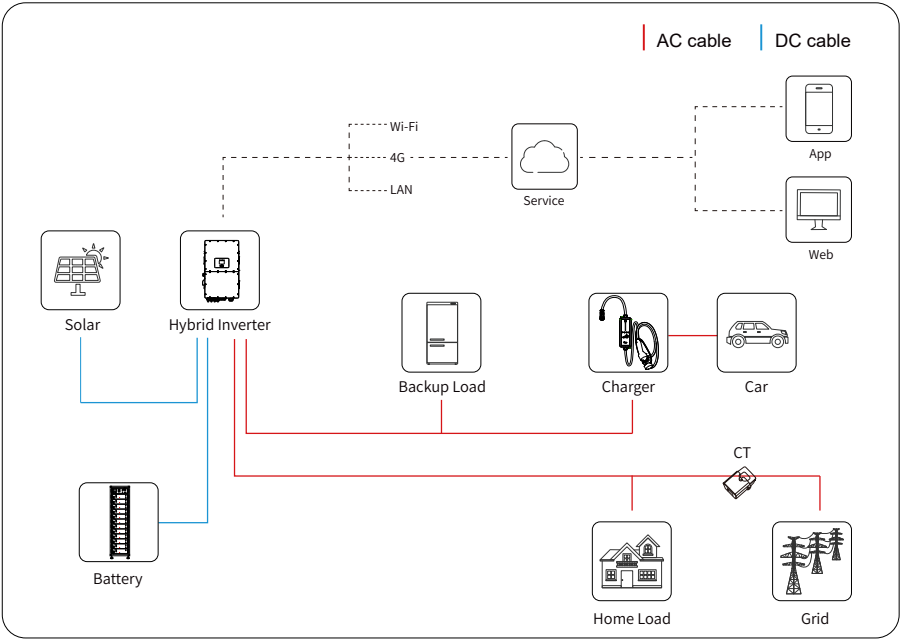 AC cable
DC cable
Wi-Fi
4G
LAN
Service
App
Web
Solar
Hybrid Inverter
Backup Load
Charger
Car
CT
Battery
Home Load
Grid